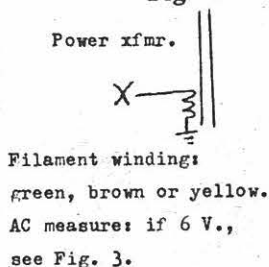 Power xfmr.
X
Filament winding:
green, brown or yellow.
AC measure: if 6 V.,
see Fig. 3.